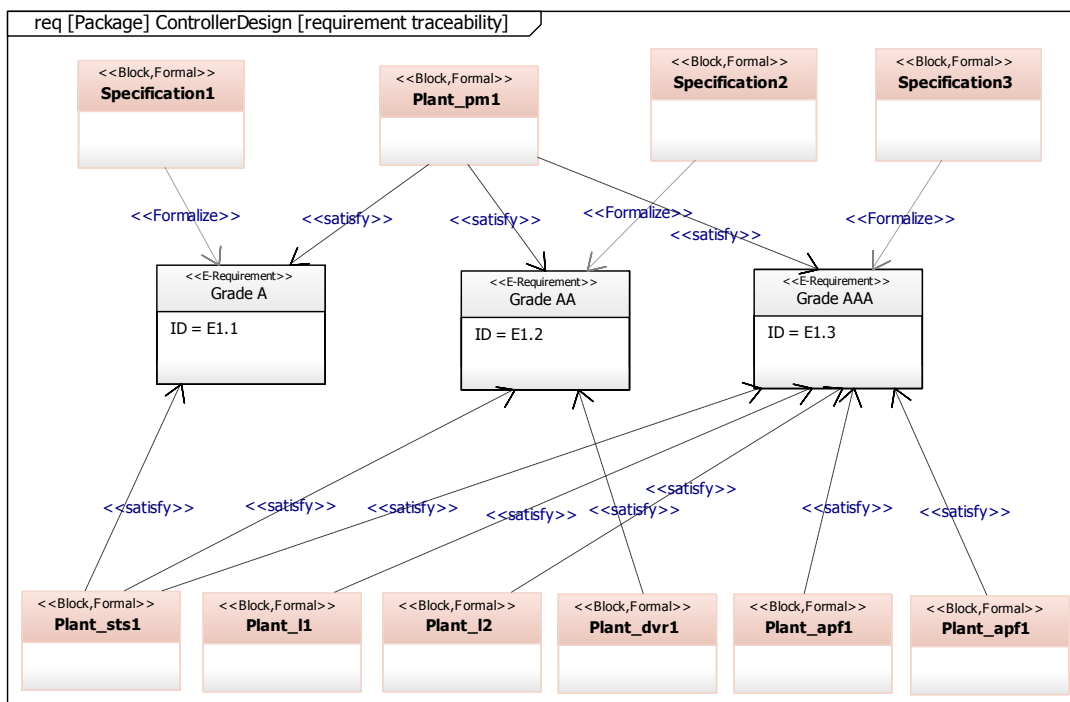 req [Package] ControllerDesign [requirement traceability]
<<Block,Formal>>
Specification1
<<Block,Formal>>
Plant_pm1
<<Block,Formal>>
Specification2
<<Block,Formal>>
Specification3
<<Formalize>>
<<satisfy>>
<<satisfy>>
<<Formalize>>
<<satisfy>>
<<Formalize>>
<<E-Requirement>>
Grade A
ID = E1.1
<<E-Requirement>>
Grade AA
ID = E1.2
<<E-Requirement>>
Grade AAA
ID = E1.3
<<satisfy>>
<<satisfy>>
<<satisfy>>
<<satisfy>>
<<satisfy>>
<<satisfy>>
<<satisfy>>
<<satisfy>>
<<Block,Formal>>
Plant_sts1
<<Block,Formal>>
Plant_l1
<<Block,Formal>>
Plant_l2
<<Block,Formal>>
Plant_dvr1
<<Block,Formal>>
Plant_apf1
<<Block,Formal>>
Plant_apf1